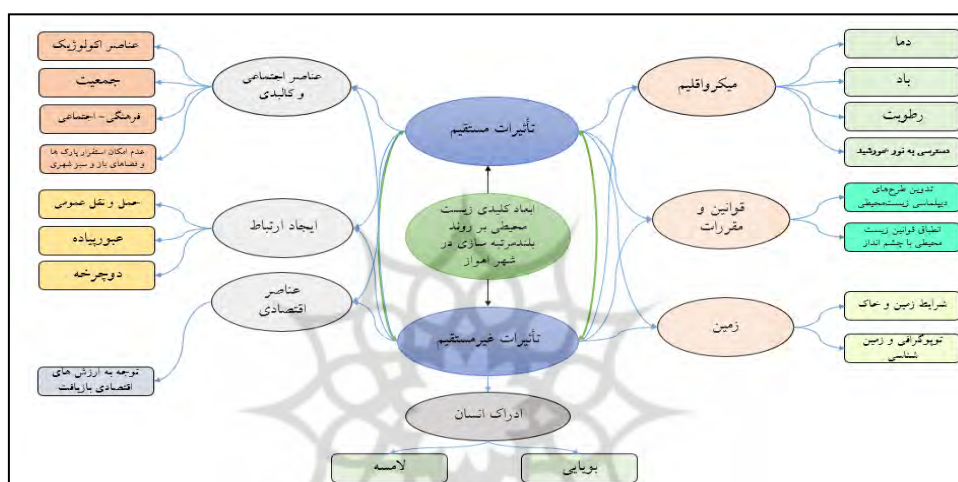 دما
باد
رطوبت
دسترسی به نور خورشید
میکرواقلیم
تدوین طرح‌های
دیپلماسی زیست‌محیطی
انطباق قوانین زیست
محیطی با چشم انداز
قوانین و
مقررات
شرایط زمین و خاک
توپوگرافی و زمین
شناسی
زمین
تأثیرات مستقیم
ابعاد کلیدی زیست
محیطی بر روند
بلندمرتبه سازی در
شهر اهواز
تأثیرات غیرمستقیم
ادراک انسان
بویایی
لامسه
عناصر اجتماعی
و کالبدی
عناصر اکولوژیک
جمعیت
فرهنگی- اجتماعی
عدم امکان استقرار پارک ها
و فضاهای باز و سبز شهری
ایجاد ارتباط
حمل و نقل عمومی
عبورپیاده
دوچرخه
عناصر
اقتصادی
توجه به ارزش های
اقتصادی بازیافت